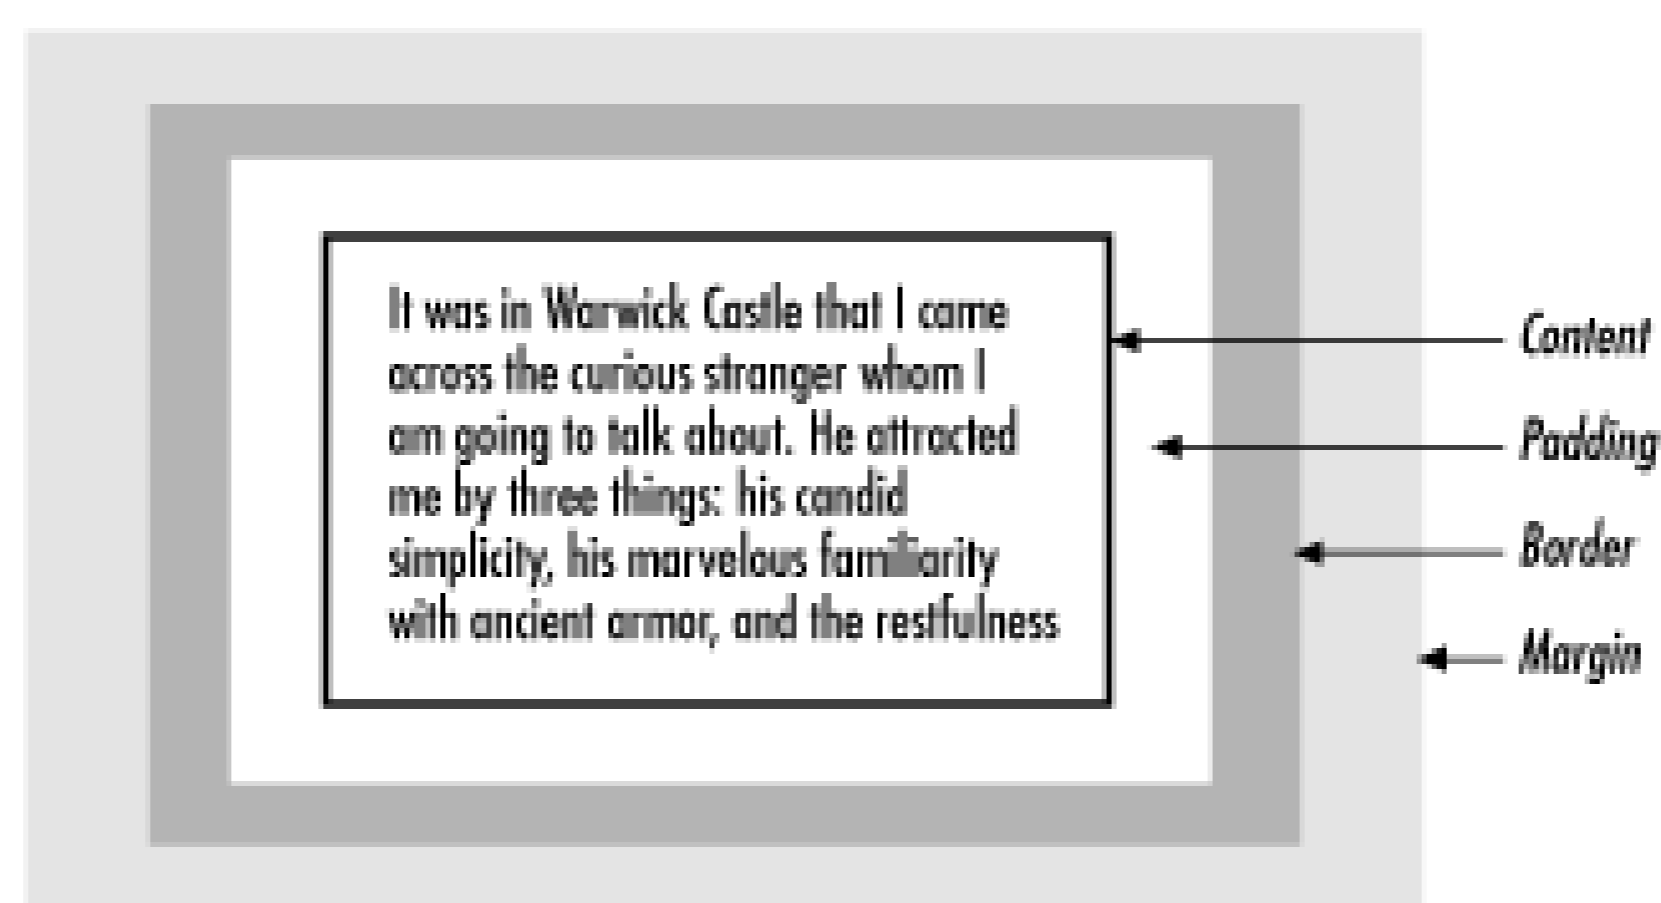 It was in Warwick Castle that I came
across the curious stranger whom I
am going to talk about. He attracted
me by three things: his candid
simplicity, his marvelous familiarity
with ancient armor, and the restfulness
Content
Padding
Border
Margin